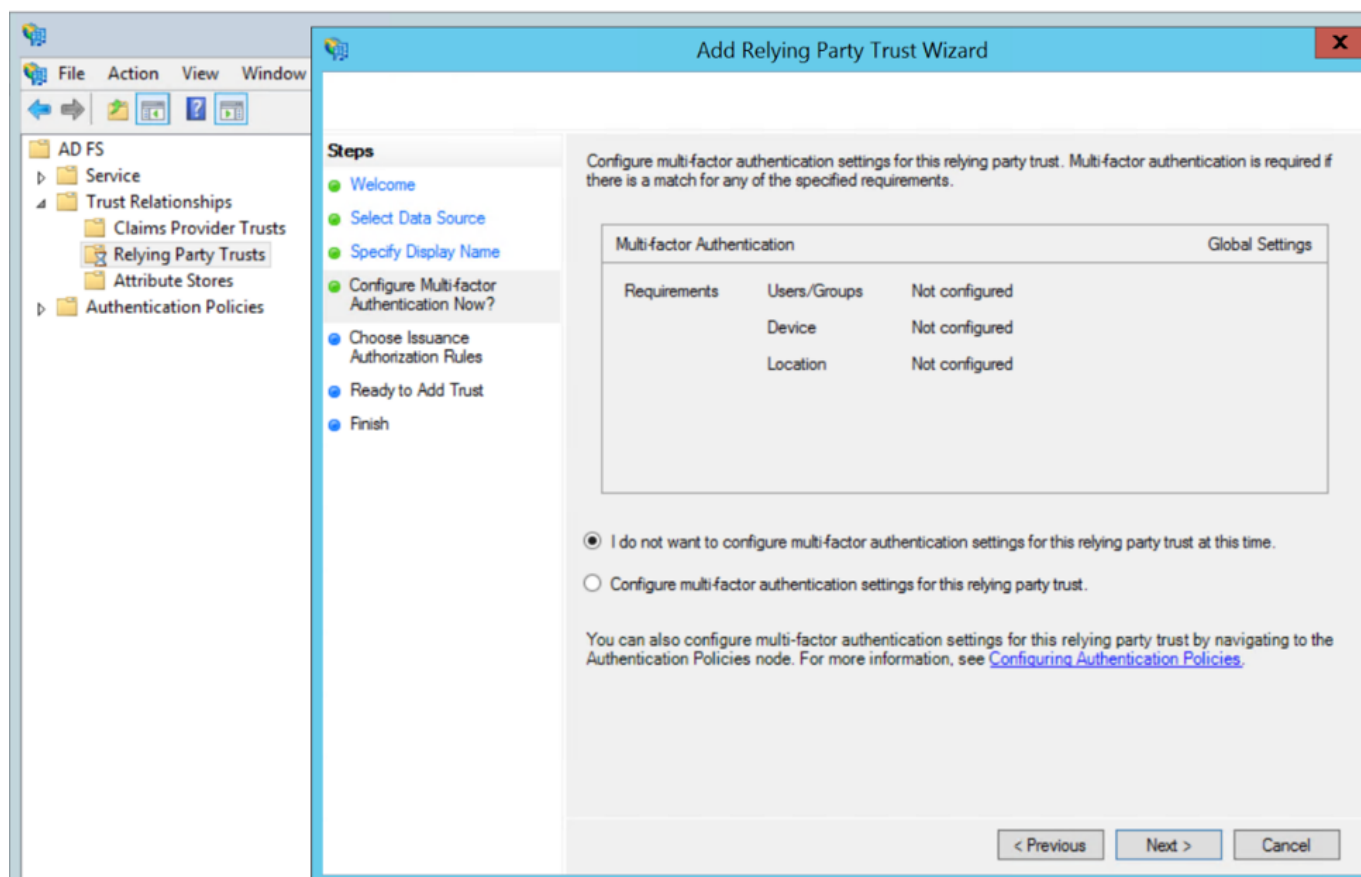 Add Relying Party Trust Wizard
X
File Action View Window
AD FS
Service
Trust Relationships
Claims Provider Trusts
Relying Party Trusts
Attribute Stores
Authentication Policies
Steps
Welcome
Select Data Source
Specify Display Name
Configure Multi-factor
Authentication Now?
Choose Issuance
Authorization Rules
Ready to Add Trust
Finish
Configure multi-factor authentication settings for this relying party trust. Multi-factor authentication is required if
there is a match for any of the specified requirements.
Multi-factor Authentication Global Settings
Requirements Users/Groups Not configured
Device Not configured
Location Not configured
I do not want to configure multi-factor authentication settings for this relying party trust at this time.
Configure multi-factor authentication settings for this relying party trust.
You can also configure multi-factor authentication settings for this relying party trust by navigating to the
Authentication Policies node. For more information, see Configuring Authentication Policies.
< Previous Next > Cancel